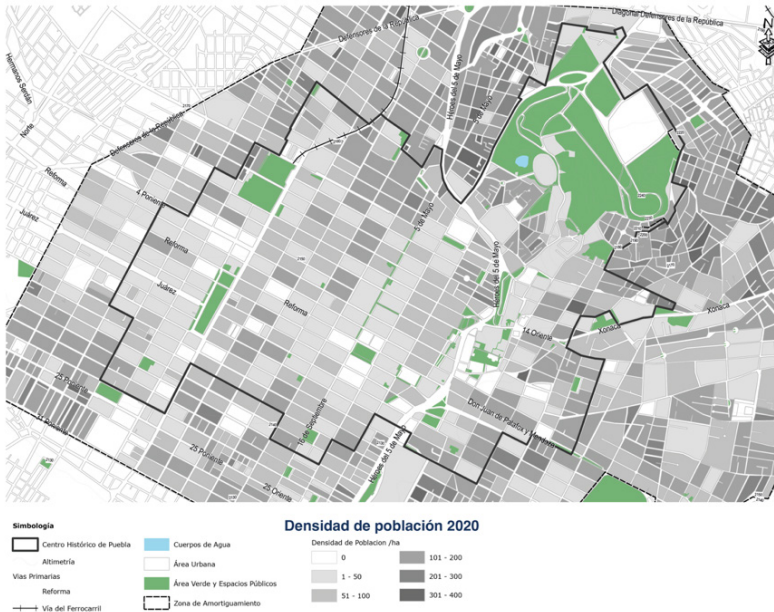 Diagonal Defensores de la República
Defensores de la República
Hermanos Serdán
Norte
Héroes del 5 de Mayo
5 de Mayo
N
Defensores de la República
Reforma
4 Poniente
Juárez
Reforma
5 de Mayo
Juárez
Reforma
Héroes del 5 de Mayo
14 Oriente
Xonaca
Xonaca
25 Poniente
16 de Septiembre
Don Juan de Palafox y Mendoza
31 Poniente
25 Poniente
Héroes del 5 de Mayo
25 Oriente
Simbología
Centro Histórico de Puebla
Altimetría
Vias Primarias
Reforma
Vía del Ferrocarril
Cuerpos de Agua
Área Urbana
Área Verde y Espacios Públicos
Zona de Amortiguamiento
Densidad de población 2020
Densidad de Poblacion /ha
0
1 - 50
51 - 100
101 - 200
201 - 300
301 - 400